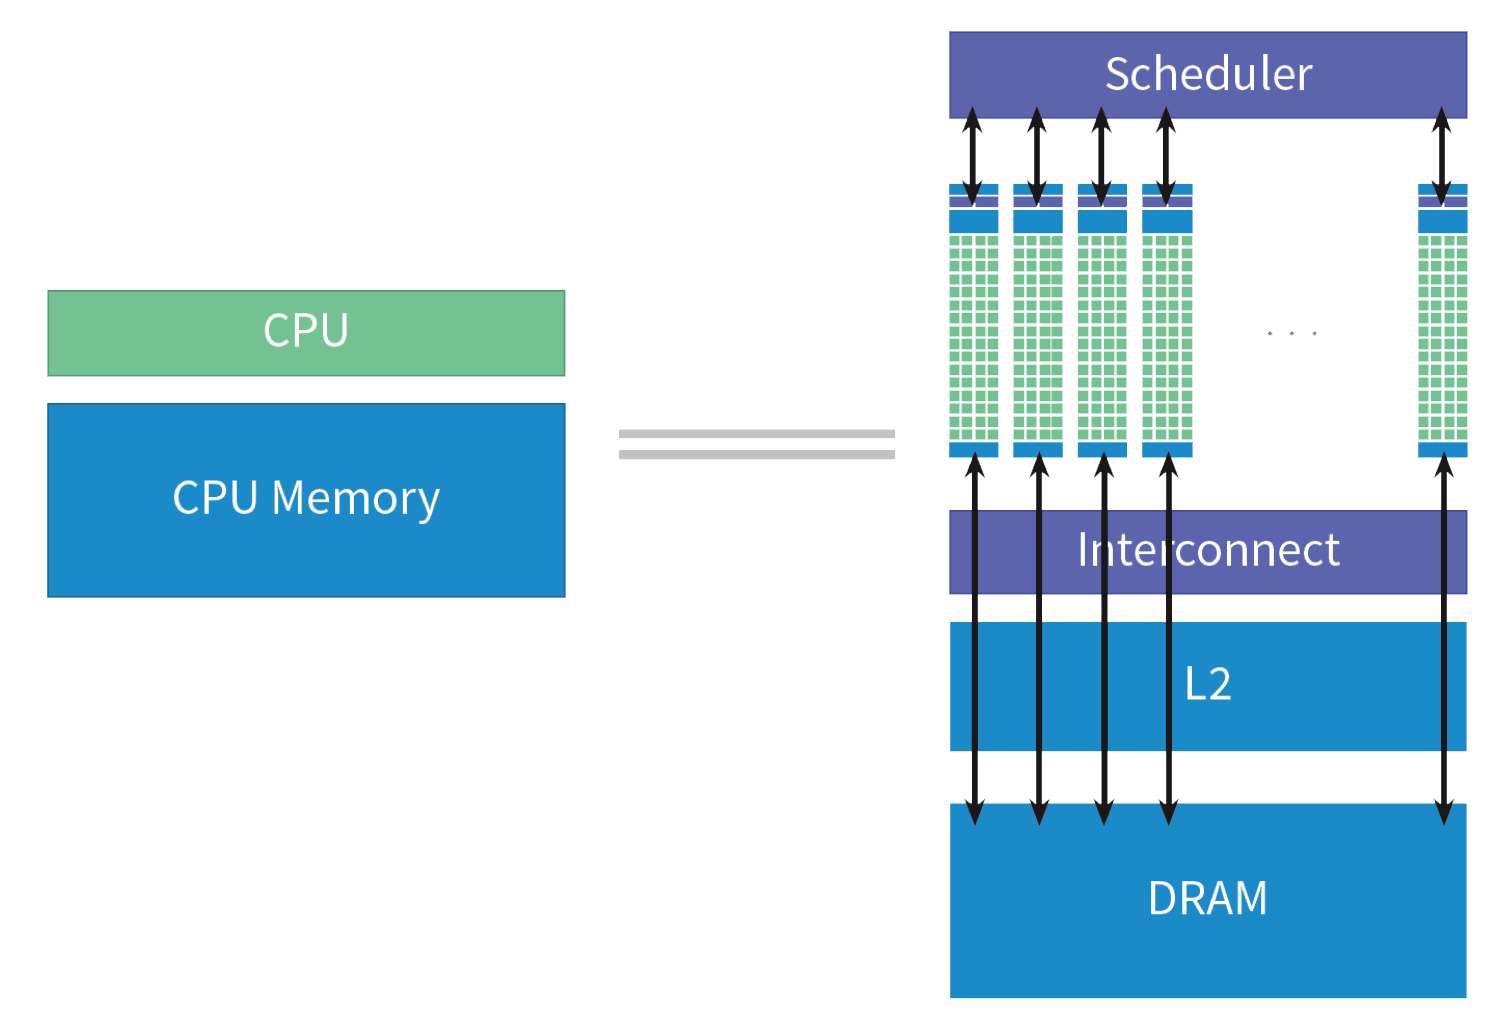 Scheduler
CPU
CPU Memory
. . .
Interconnect
L2
DRAM